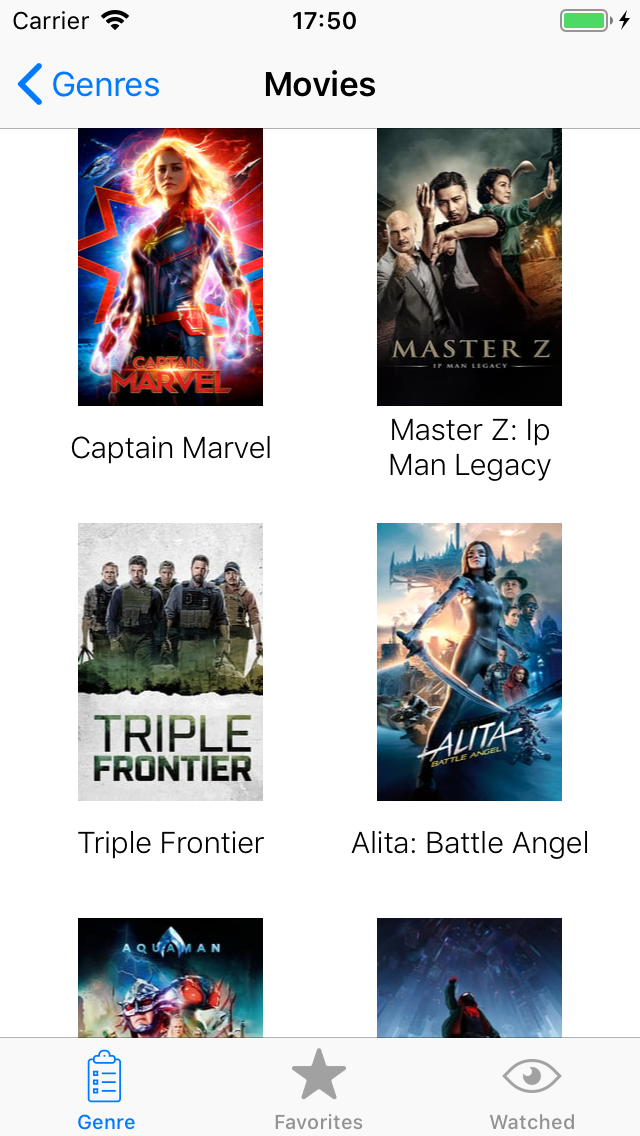 Carrier 17:50
Genres Movies
CAPTAIN
MARVEL
MASTER Z
IP MAN LEGACY
Captain Marvel
Master Z: Ip
Man Legacy
TRIPLE
FRONTIER
ALITA
BATTLE ANGEL
Triple Frontier
Alita: Battle Angel
AQUAMAN
Genre Favorites Watched